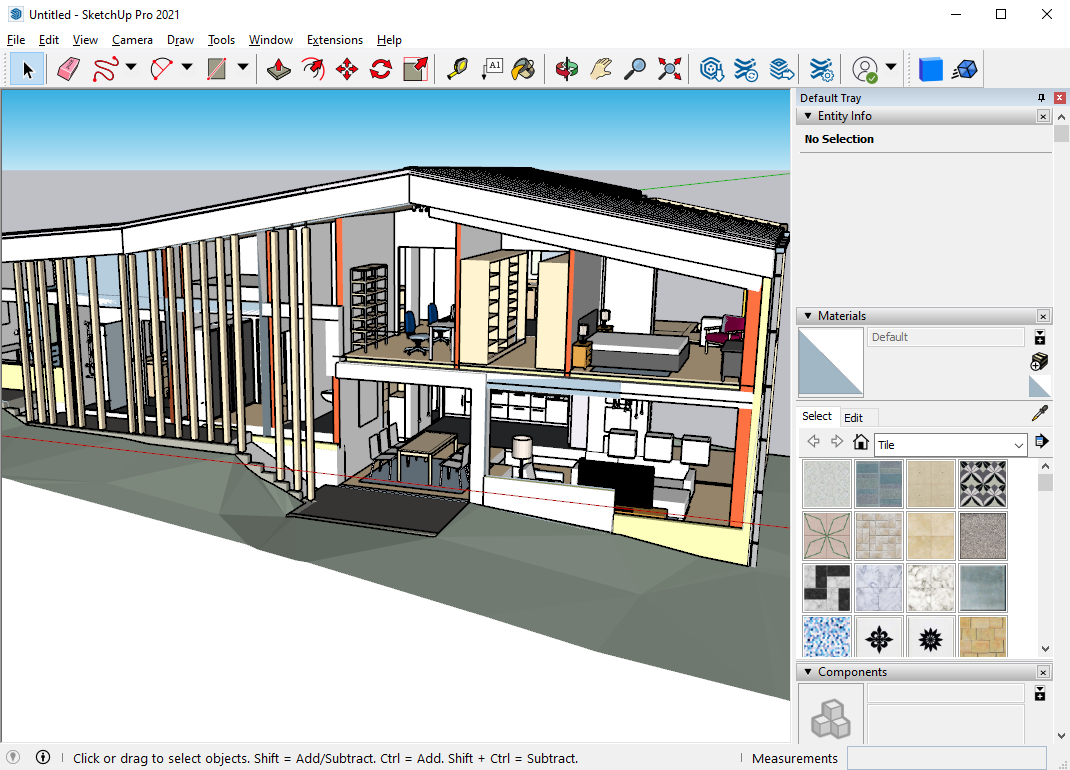 Untitled - SketchUp Pro 2021
File Edit View Camera Draw Tools Window Extensions Help
A1
Default Tray
Entity Info
No Selection
Materials
Default
Select Edit
Tile
Components
Click or drag to select objects. Shift = Add/Subtract. Ctrl = Add. Shift + Ctrl = Subtract.
Measurements